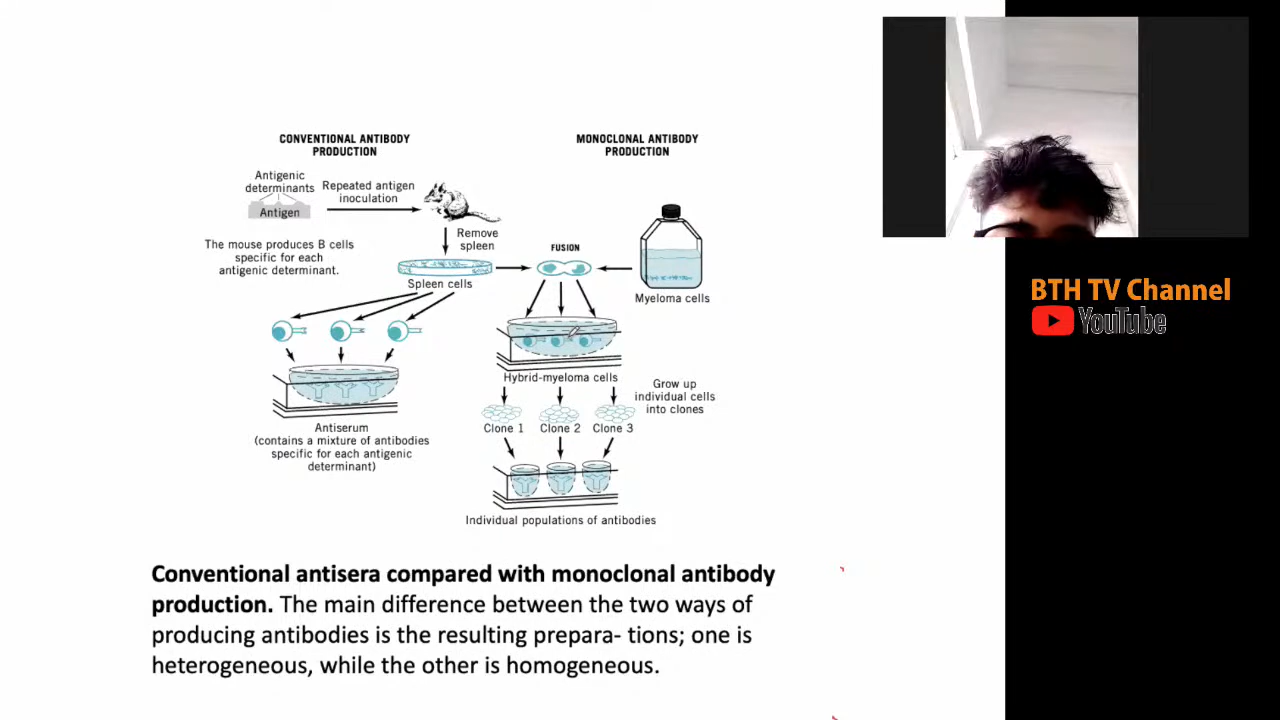 CONVENTIONAL ANTIBODY
PRODUCTION
MONOCLONAL ANTIBODY
PRODUCTION
Antigenic
determinants
Antigen
Repeated antigen
inoculation
The mouse produces B cells
specific for each
antigenic determinant.
Remove
spleen
Spleen cells
FUSION
Myeloma cells
Hybrid-myeloma cells
Grow up
individual cells
into clones
Clone 1
Clone 2
Clone 3
Antiserum
(contains a mixture of antibodies
specific for each antigenic
determinant)
Individual populations of antibodies
Conventional antisera compared with monoclonal antibody
production. The main difference between the two ways of
producing antibodies is the resulting prepara- tions; one is
heterogeneous, while the other is homogeneous.
BTH TV Channel
YouTube